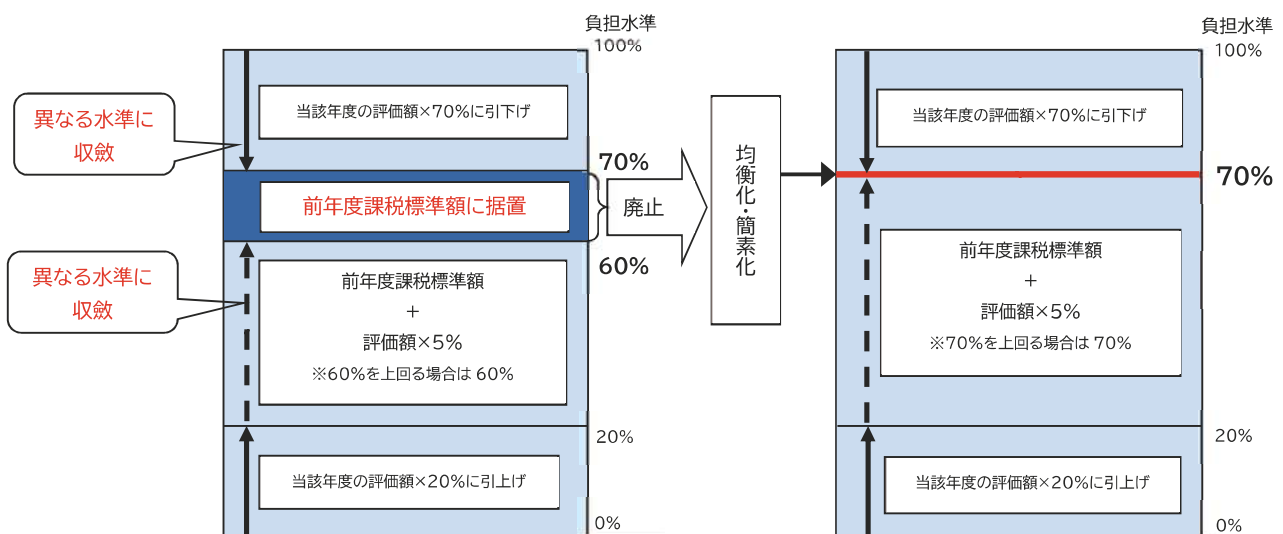 負担水準
100%
異なる水準に
収斂
当該年度の評価額×70%に引下げ
70%
前年度課税標準額に据置
廃止
60%
異なる水準に
収斂
前年度課税標準額
+
評価額×5%
※60%を上回る場合は 60%
20%
当該年度の評価額×20%に引上げ
0%
均衡化・簡素化
負担水準
100%
当該年度の評価額×70%に引下げ
70%
前年度課税標準額
+
評価額×5%
※70%を上回る場合は 70%
20%
当該年度の評価額×20%に引上げ
0%